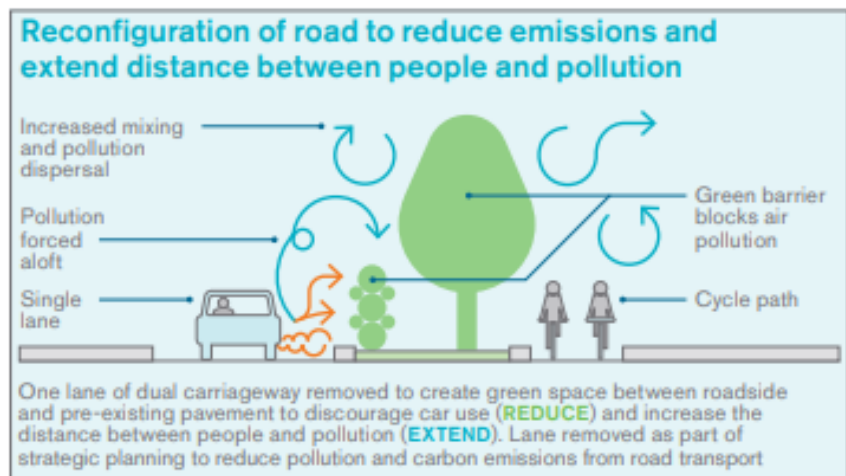 Reconfiguration of road to reduce emissions and
extend distance between people and pollution
Increased mixing
and pollution
dispersal
Pollution
forced
aloft
Single
lane
Green barrier
blocks air
pollution
Cycle path
One lane of dual carriageway removed to create green space between roadside
and pre-existing pavement to discourage car use (REDUCE) and increase the
distance between people and pollution (EXTEND). Lane removed as part of
strategic planning to reduce pollution and carbon emissions from road transport